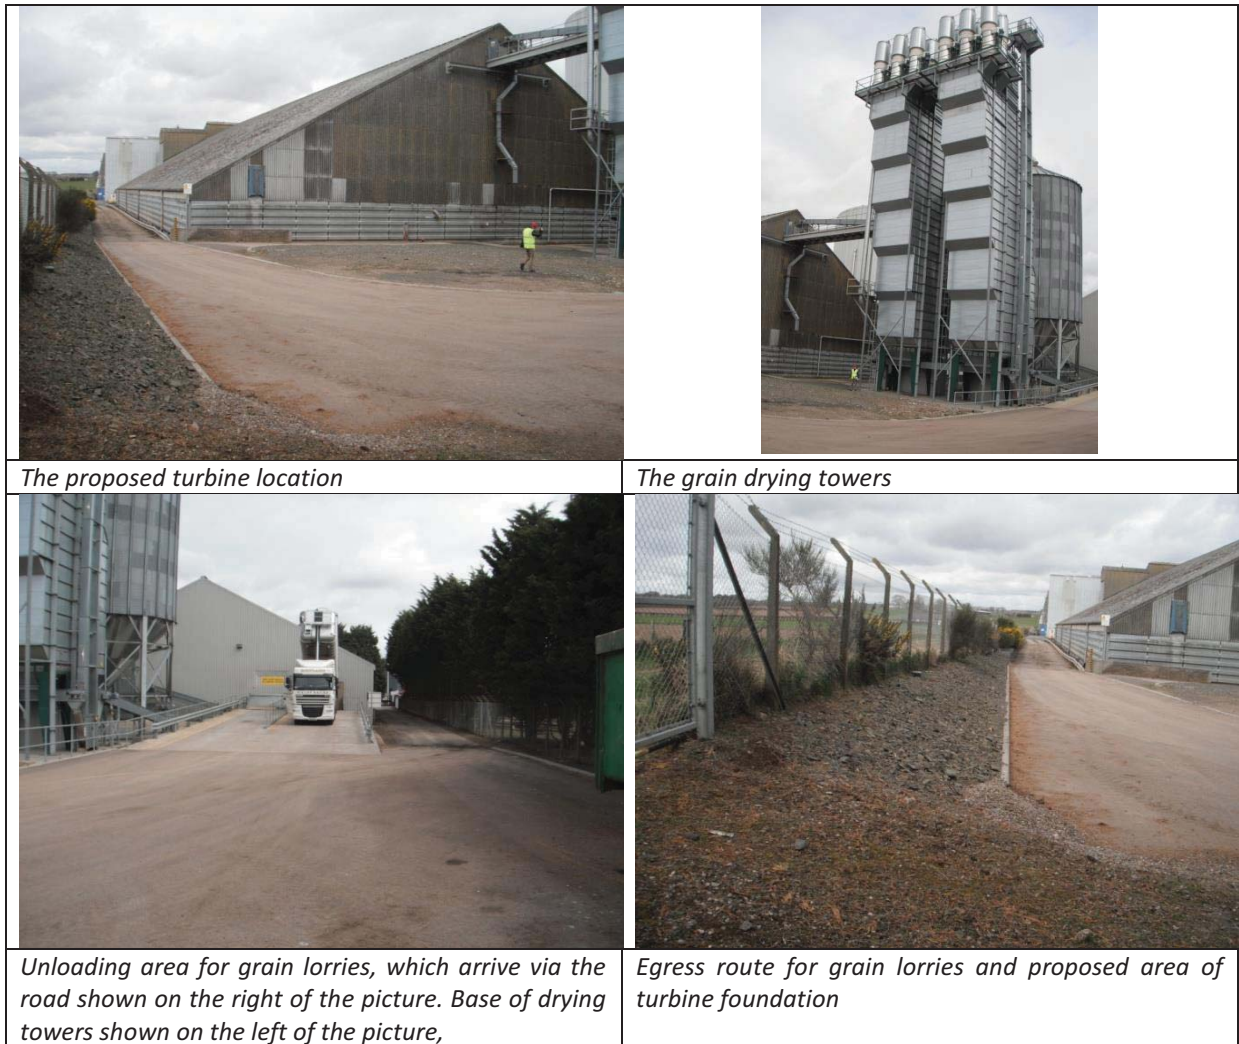 The proposed turbine location
The grain drying towers
Unloading area for grain lorries, which arrive via the
road shown on the right of the picture. Base of drying
towers shown on the left of the picture,
Egress route for grain lorries and proposed area of
turbine foundation